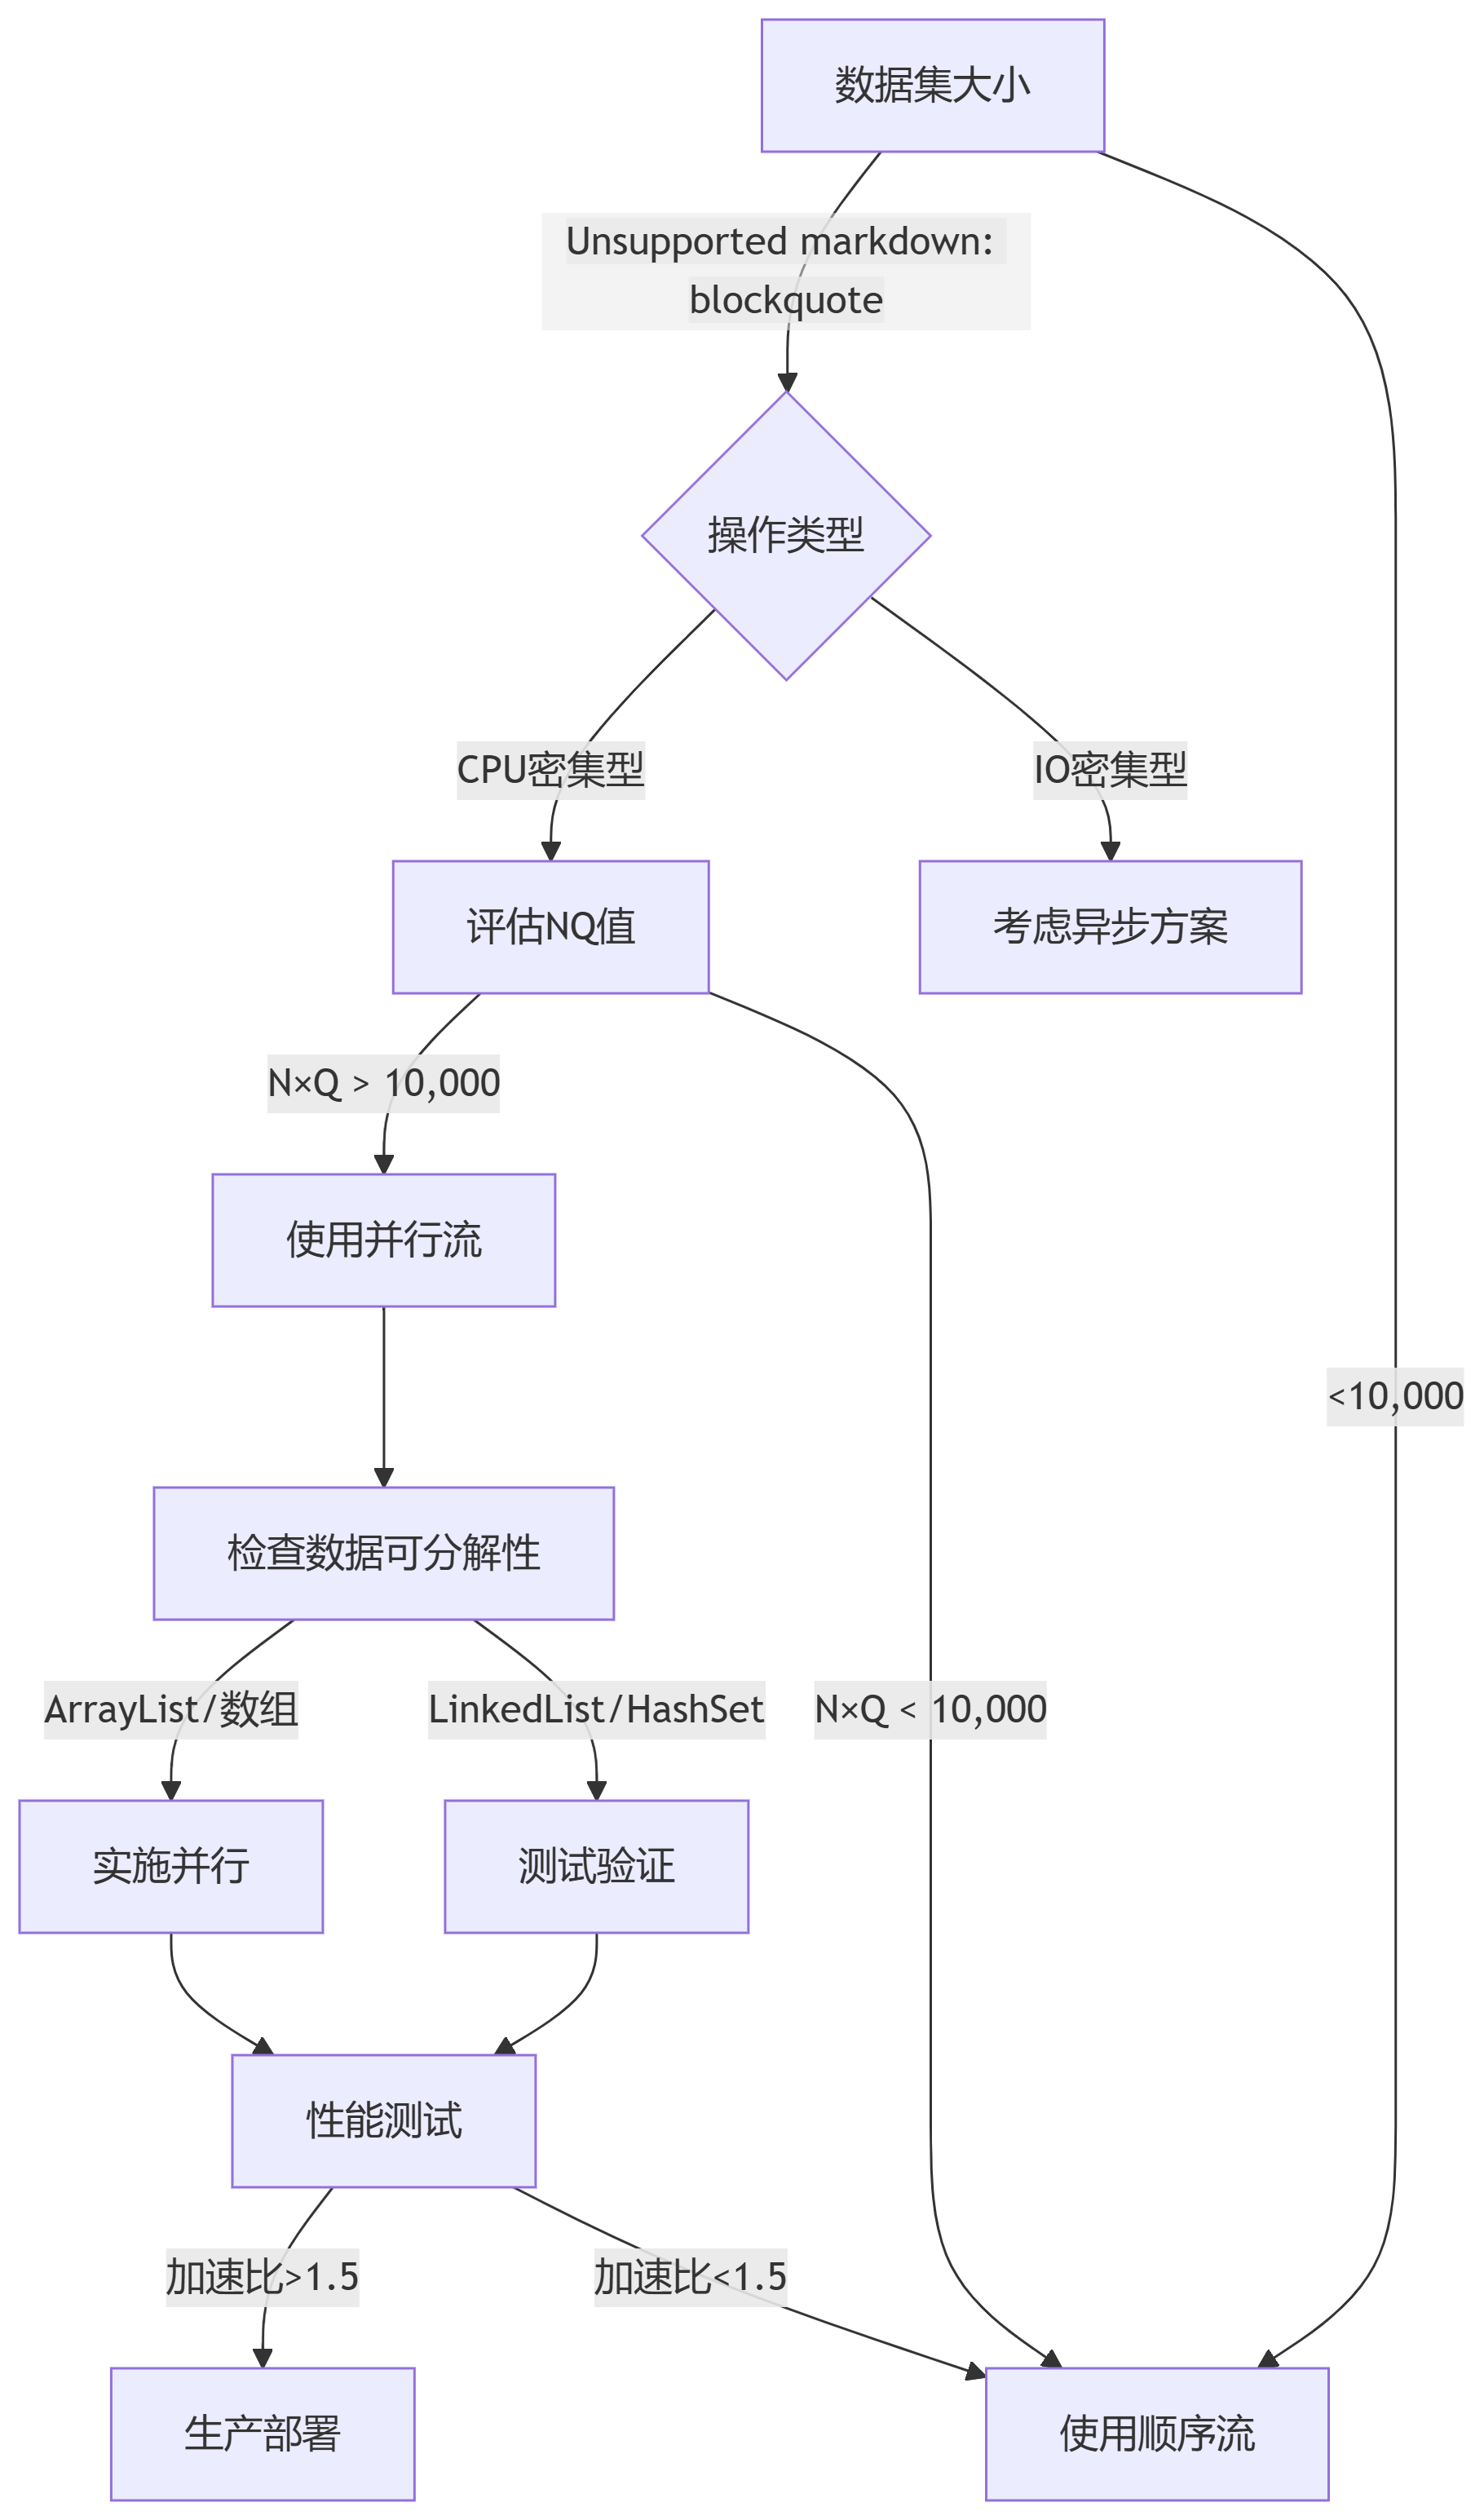 数据集大小
Unsupported markdown:
blockquote
操作类型
CPU密集型
IO密集型
评估NQ值
考虑异步方案
N×Q > 10,000
使用并行流
<10,000
检查数据可分解性
ArrayList/数组
LinkedList/HashSet
N×Q < 10,000
实施并行
测试验证
性能测试
加速比>1.5
加速比<1.5
生产部署
使用顺序流